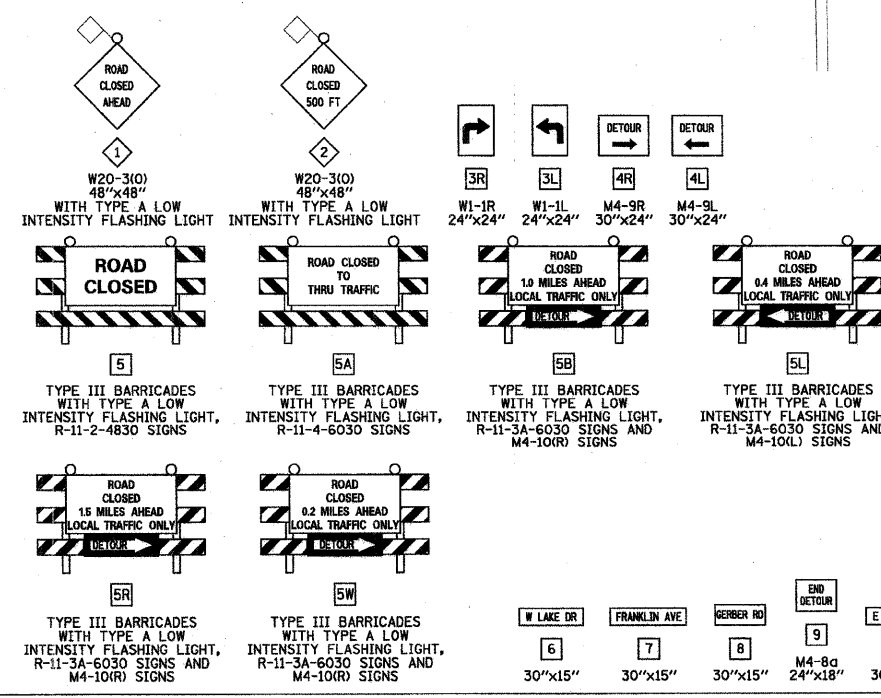 ROAD
CLOSED
AHEAD
1
W20-3(O)
48"x48"
WITH TYPE A LOW
INTENSITY FLASHING LIGHT
ROAD
CLOSED
500 FT
2
W20-3(O)
48"x48"
WITH TYPE A LOW
INTENSITY FLASHING LIGHT
3R
W1-1R
24"x24"
3L
W1-1L
24"x24"
DETOUR
4R
M4-9R
30"x24"
DETOUR
4L
M4-9L
30"x24"
ROAD
CLOSED
5
TYPE III BARRICADES
WITH TYPE A LOW
INTENSITY FLASHING LIGHT,
R-11-2-4830 SIGNS
ROAD CLOSED
TO
THRU TRAFFIC
5A
TYPE III BARRICADES
WITH TYPE A LOW
INTENSITY FLASHING LIGHT,
R-11-4-6030 SIGNS
ROAD
CLOSED
1.0 MILES AHEAD
LOCAL TRAFFIC ONLY
DETOUR
5B
TYPE III BARRICADES
WITH TYPE A LOW
INTENSITY FLASHING LIGHT,
R-11-3A-6030 SIGNS AND
M4-10(R) SIGNS
ROAD
CLOSED
0.4 MILES AHEAD
LOCAL TRAFFIC ONLY
DETOUR
5L
TYPE III BARRICADES
WITH TYPE A LOW
INTENSITY FLASHING LIGH
R-11-3A-6030 SIGNS AN
M4-10(L) SIGNS
ROAD
CLOSED
1.5 MILES AHEAD
LOCAL TRAFFIC ONLY
DETOUR
5R
TYPE III BARRICADES
WITH TYPE A LOW
INTENSITY FLASHING LIGHT,
R-11-3A-6030 SIGNS AND
M4-10(R) SIGNS
ROAD
CLOSED
0.2 MILES AHEAD
LOCAL TRAFFIC ONLY
DETOUR
5W
TYPE III BARRICADES
WITH TYPE A LOW
INTENSITY FLASHING LIGHT,
R-11-3A-6030 SIGNS AND
M4-10(R) SIGNS
W LAKE DR
6
30"x15"
FRANKLIN AVE
7
30"x15"
GERBER RD
8
30"x15"
END
DETOUR
9
M4-8a
24"x18"
E